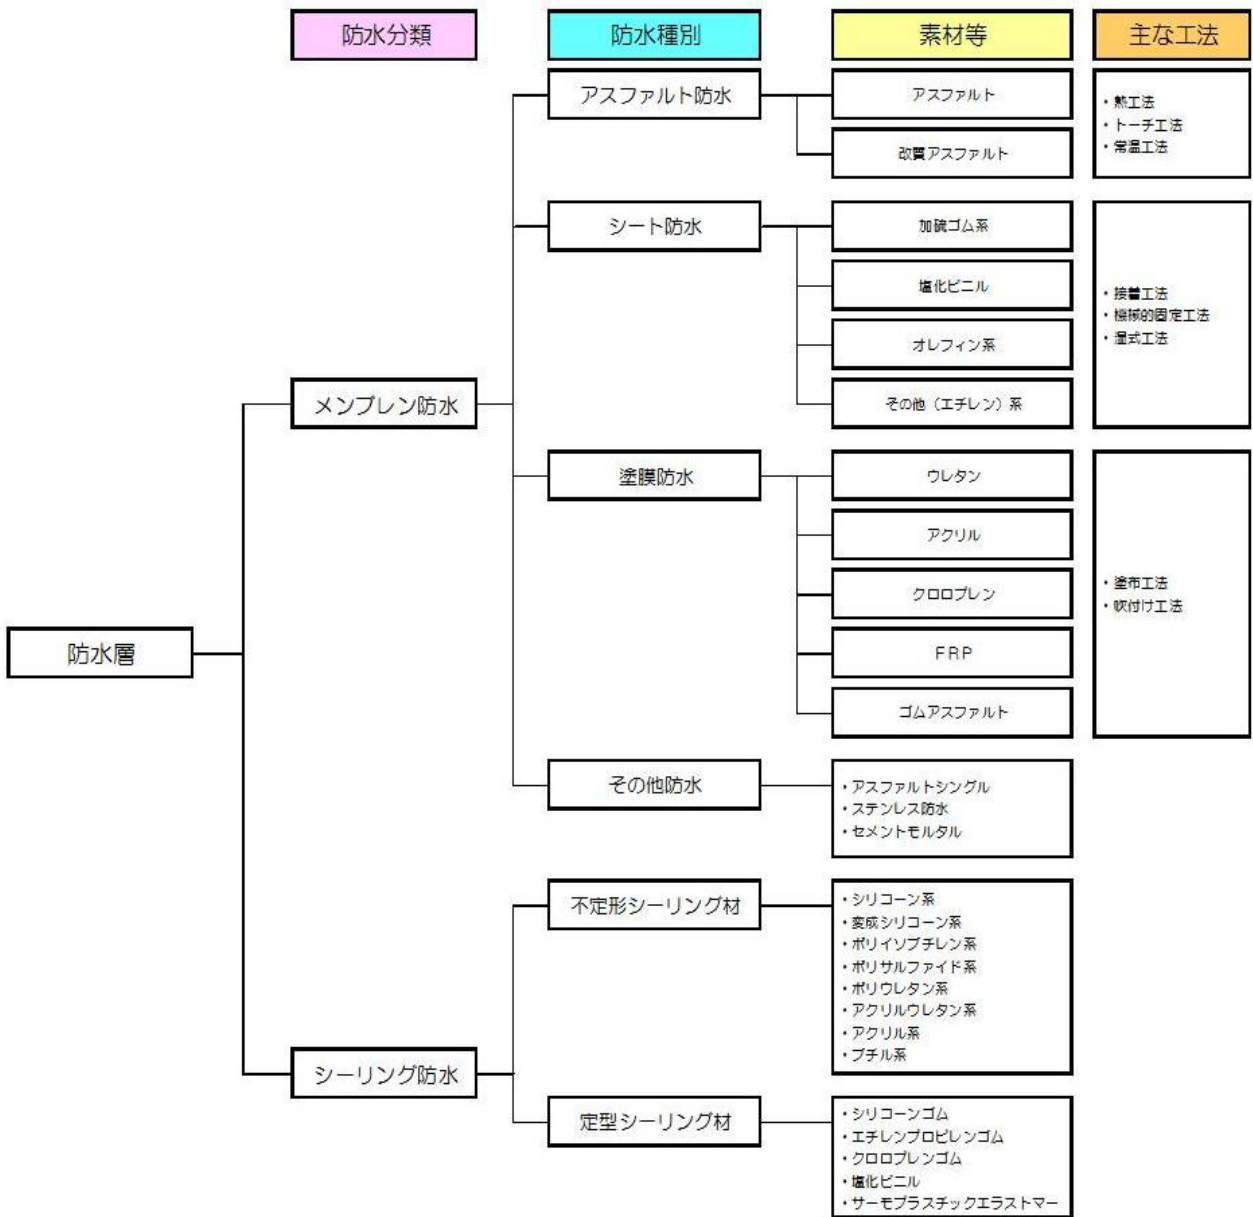 防水分類
防水種別
素材等
主な工法
アスファルト防水
アスファルト
改質アスファルト
・熱工法
・トーチ工法
・常温工法
シート防水
加硫ゴム系
塩化ビニル
オレフィン系
その他（エチレン）系
・接着工法
・機械的固定工法
・湿式工法
メンブレン防水
塗膜防水
ウレタン
アクリル
クロロプレン
ＦＲＰ
ゴムアスファルト
・塗布工法
・吹付け工法
防水層
その他防水
・アスファルトシングル
・ステンレス防水
・セメントモルタル
不定形シーリング材
・シリコーン系
・変成シリコーン系
・ポリイソブチレン系
・ポリサルファイド系
・ポリウレタン系
・アクリルウレタン系
・アクリル系
・ブチル系
シーリング防水
定型シーリング材
・シリコーンゴム
・エチレンプロピレンゴム
・クロロプレンゴム
・塩化ビニル
・サーモプラスチックエラストマー